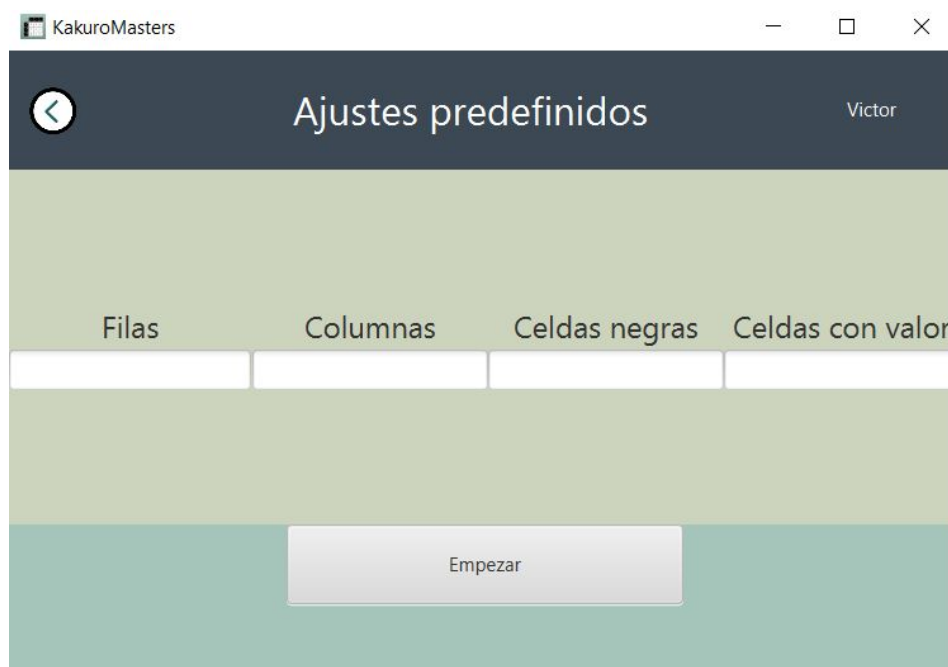 KakuroMasters
Ajustes predefinidos
Victor
Filas
Columnas
Celdas negras
Celdas con valor
Empezar